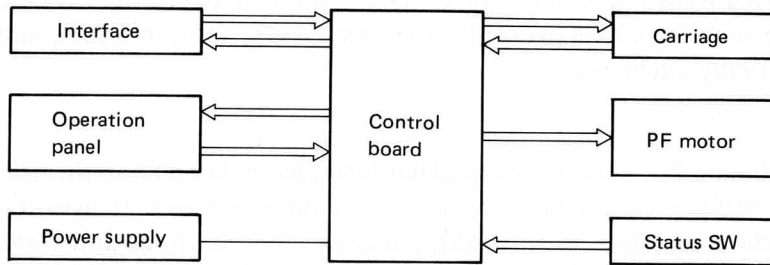 Interface
Operation
panel
Power supply
Control
board
Carriage
PF motor
Status SW